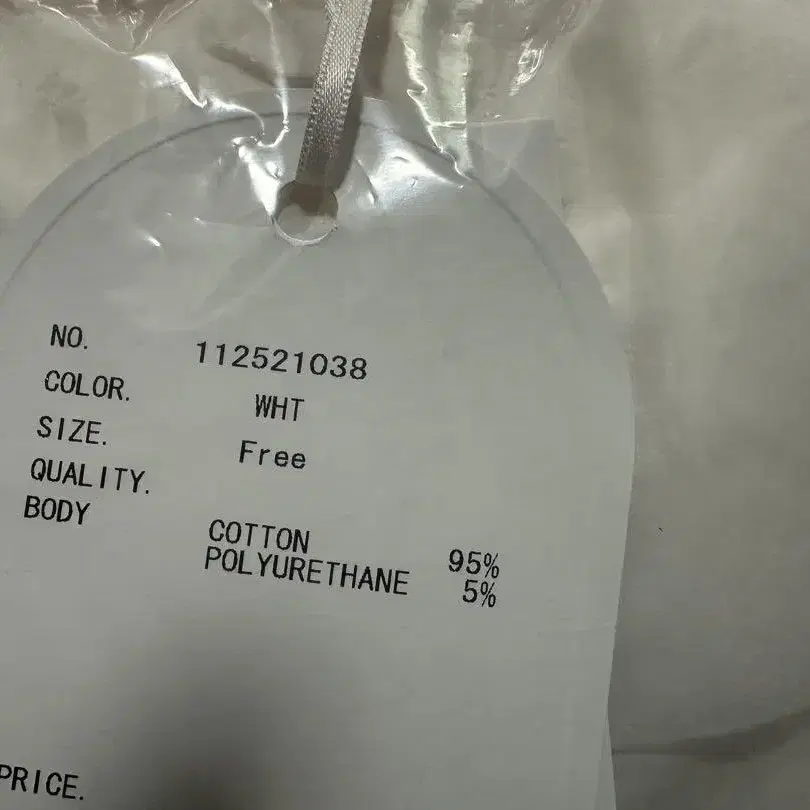 NO. 112521038
COLOR. WHT
SIZE. Free
QUALITY.
BODY
COTTON 95%
POLYURETHANE 5%
PRICE.